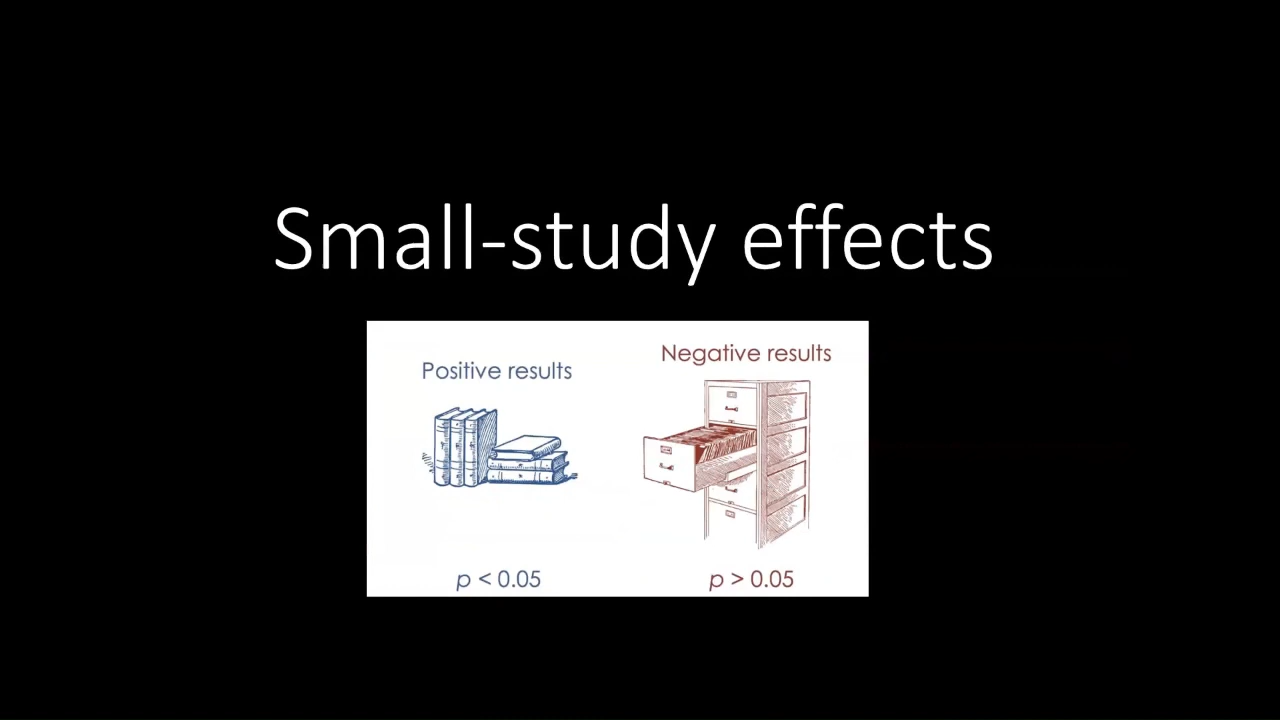 Small-study effects
Positive results
Negative results
p < 0.05
p > 0.05